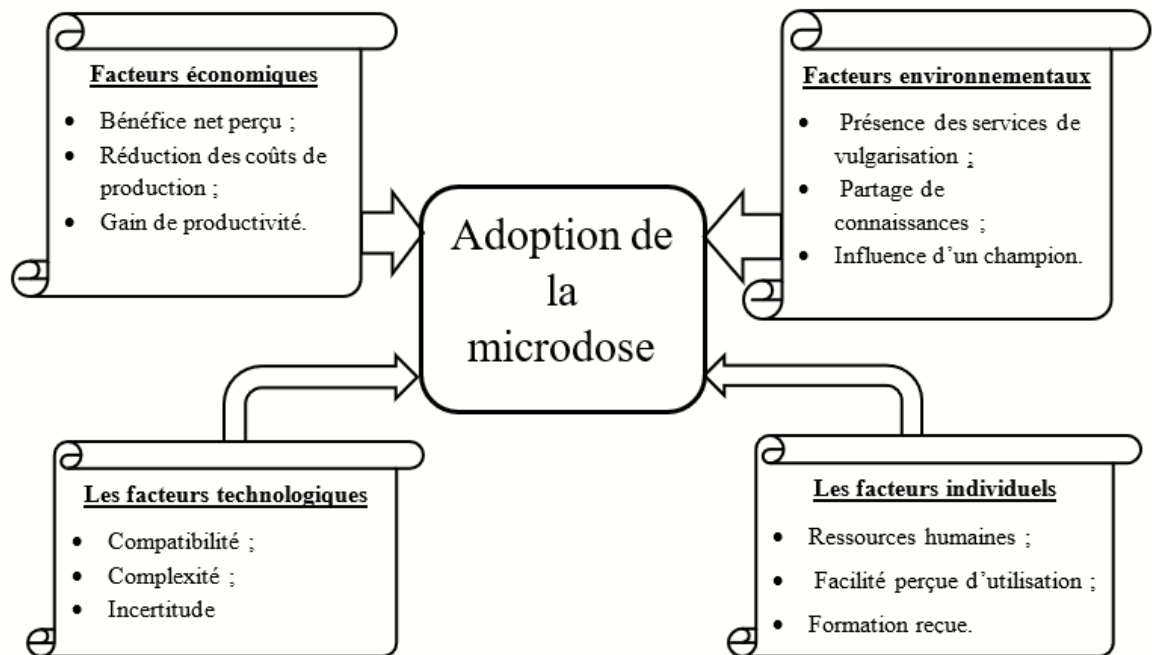 Facteurs économiques
• Bénéfice net perçu ;
• Réduction des coûts de
production ;
• Gain de productivité.
Facteurs environnementaux
• Présence des services de
vulgarisation ;
• Partage de
connaissances ;
• Influence d’un champion.
Adoption de
la
microdose
Les facteurs technologiques
• Compatibilité ;
• Complexité ;
• Incertitude
Les facteurs individuels
• Ressources humaines ;
• Facilité perçue d’utilisation ;
• Formation reçue.